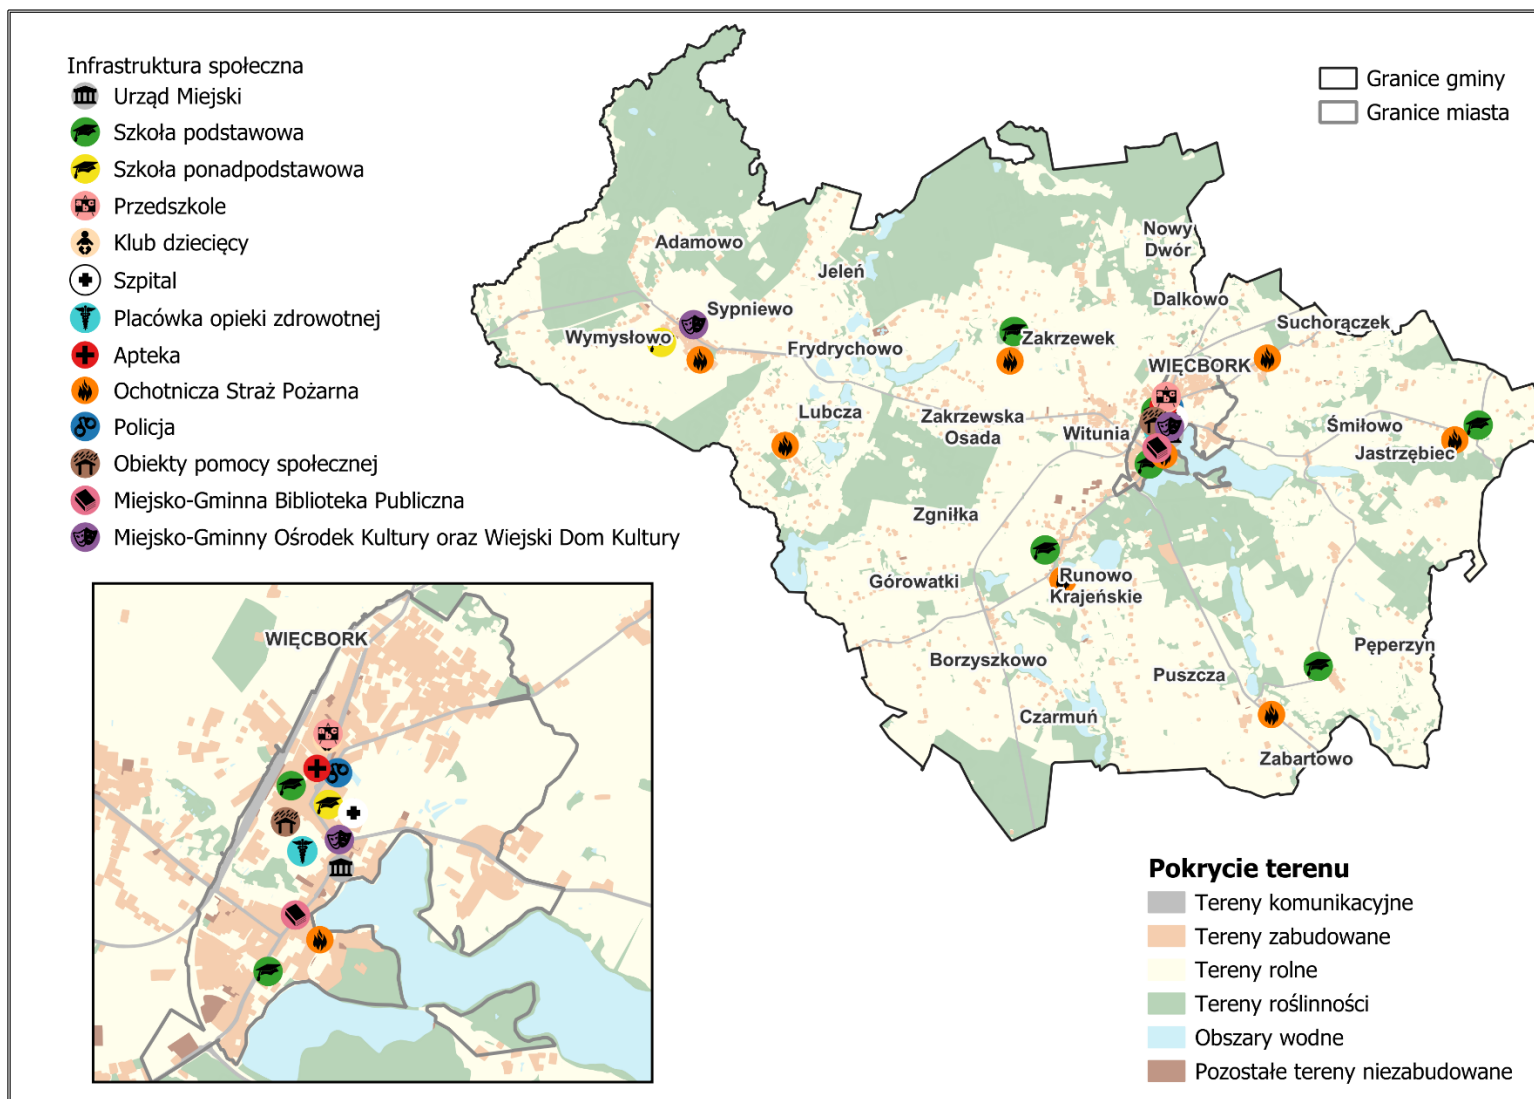 Infrastruktura społeczna
Urząd Miejski
Szkoła podstawowa
Szkoła ponadpodstawowa
Przedszkole
Klub dziecięcy
Szpital
Placówka opieki zdrowotnej
Apteka
Ochotnicza Straż Pożarna
Policja
Obiekty pomocy społecznej
Miejsko-Gminna Biblioteka Publiczna
Miejsko-Gminny Ośrodek Kultury oraz Wiejski Dom Kultury
Granice gminy
Granice miasta
Adamowo
Nowy
Dwór
Jeleń
Dalkowo
Sypniewo
Suchorączek
Wymysłowo
Zakrzewek
Frydrychowo
WIĘCBORK
Lubcza
Zakrzewska
Osada
Witunia
Śmiłowo
Jastrzębiec
Zgniłka
Górowatki
Runowo
Krajeńskie
Borzyszkowo
Pęperzyn
Puszcza
Czarmuń
Zabartowo
WIĘCBORK
Pokrycie terenu
Tereny komunikacyjne
Tereny zabudowane
Tereny rolne
Tereny roślinności
Obszary wodne
Pozostałe tereny niezabudowane